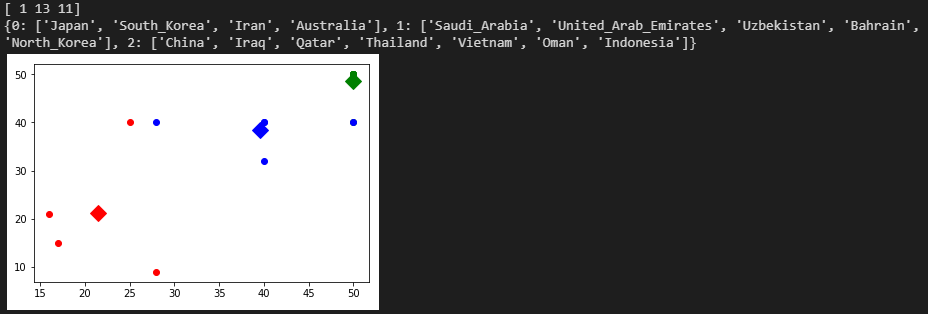 [ 1 13 11]
{0: ['Japan', 'South_Korea', 'Iran', 'Australia'], 1: ['Saudi_Arabia', 'United_Arab_Emirates', 'Uzbekistan', 'Bahrain',
'North_Korea'], 2: ['China', 'Iraq', 'Qatar', 'Thailand', 'Vietnam', 'Oman', 'Indonesia']}
50
40
30
20
10
15 20 25 30 35 40 45 50